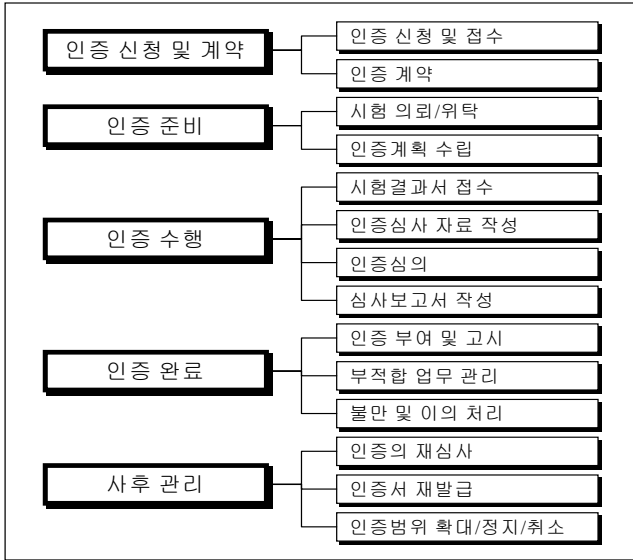 인증 신청 및 계약
인증 신청 및 접수
인증 계약
인증 준비
시험 의뢰/위탁
인증계획 수립
인증 수행
시험결과서 접수
인증심사 자료 작성
인증심의
심사보고서 작성
인증 완료
인증 부여 및 고시
부적합 업무 관리
불만 및 이의 처리
사후 관리
인증의 재심사
인증서 재발급
인증범위 확대/정지/취소